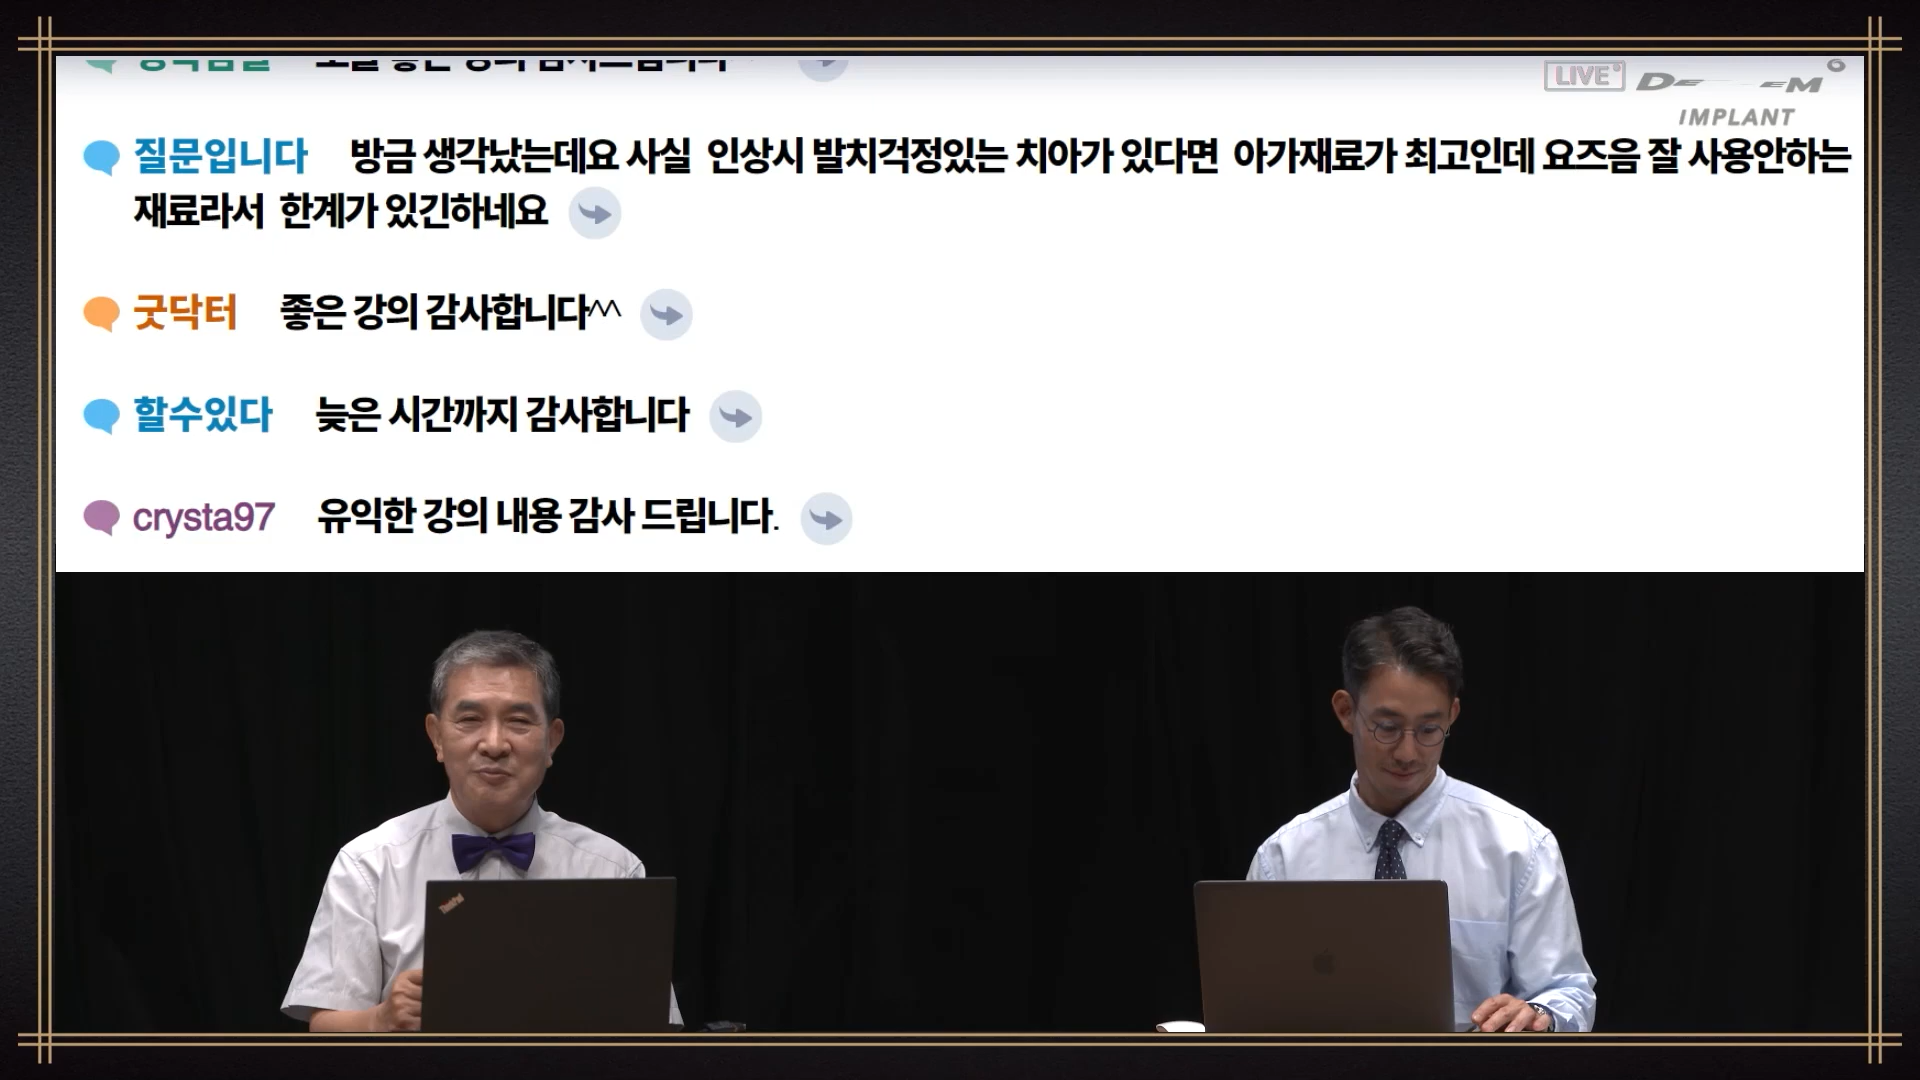 질문입니다 방금 생각났는데요 사실 인상시 발치걱정있는 치아가 있다면 아가재료가 최고인데 요즈음 잘 사용안하는
재료라서 한계가 있긴하네요
굿닥터 좋은 강의 감사합니다^^
할수있다 늦은 시간까지 감사합니다
crysta97 유익한 강의 내용 감사 드립니다.
LIVE
IMPLANT
ThinkPad